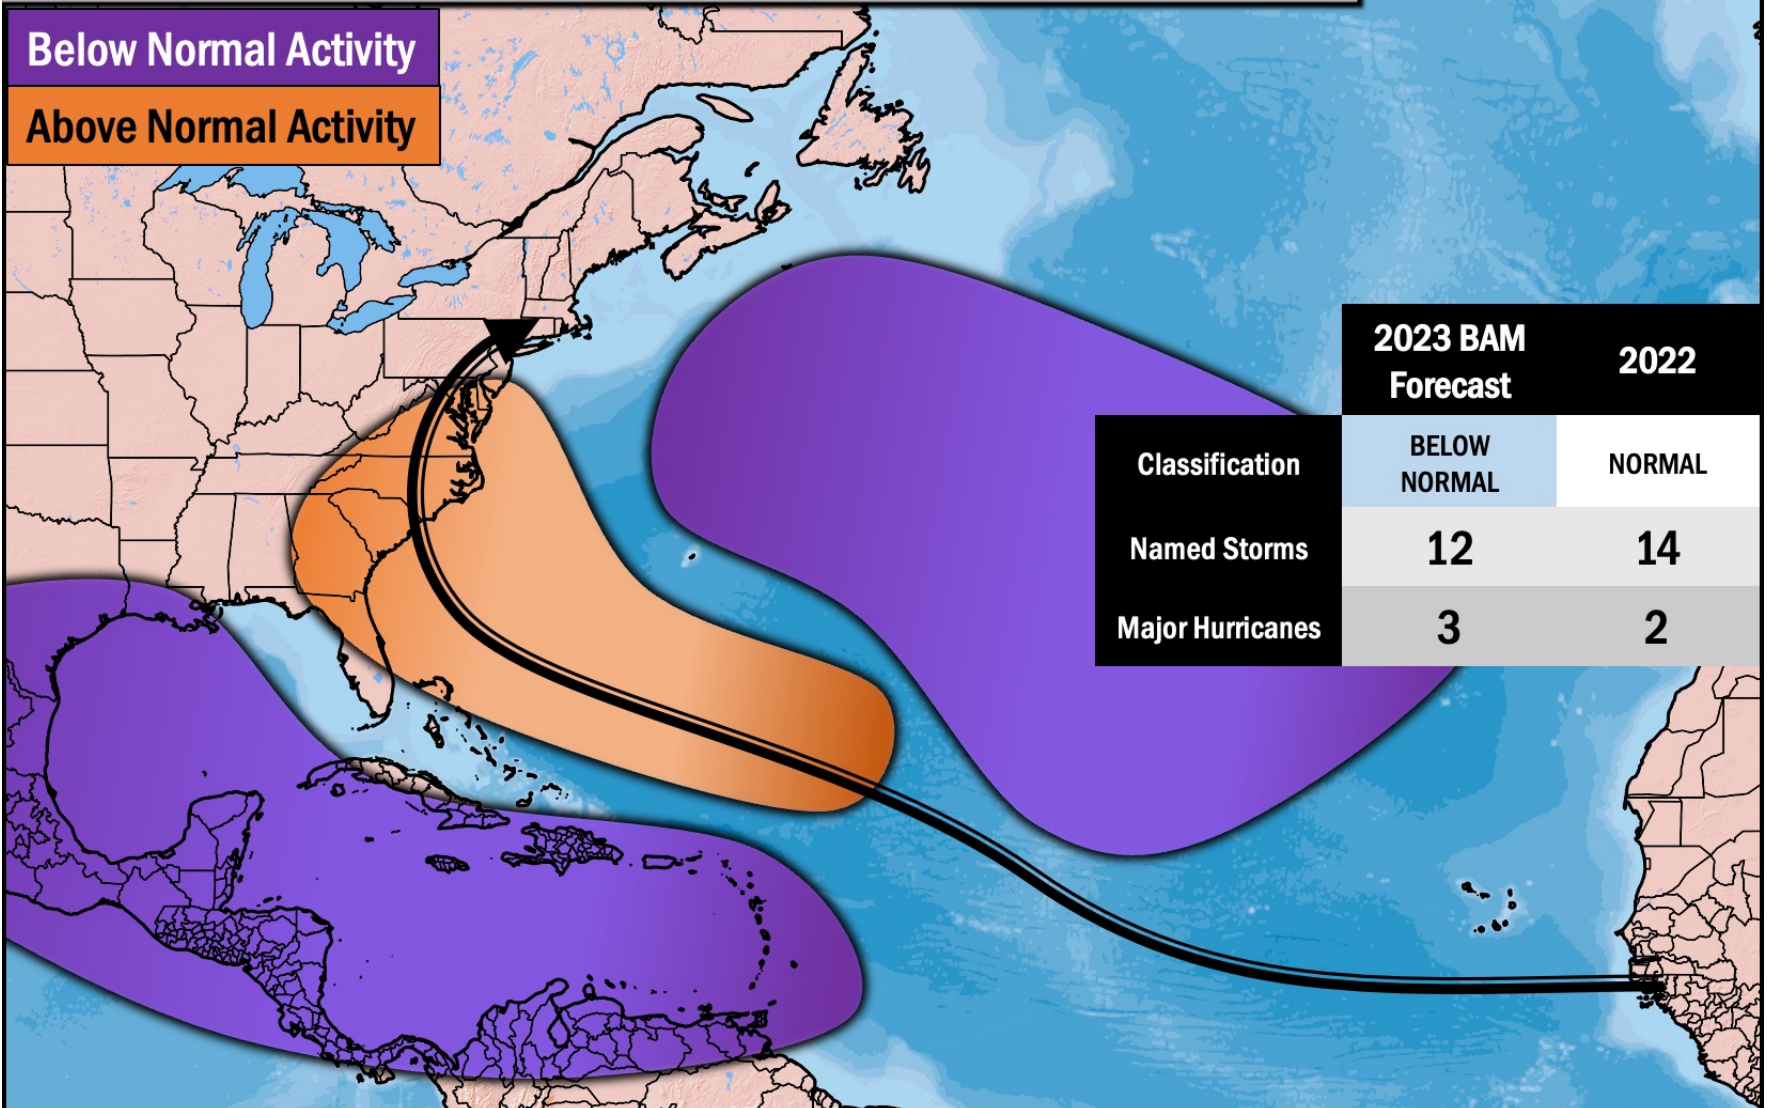 Below Normal Activity
Above Normal Activity
2023 BAM
Forecast
2022
Classification
BELOW
NORMAL
NORMAL
Named Storms
12
14
Major Hurricanes
3
2